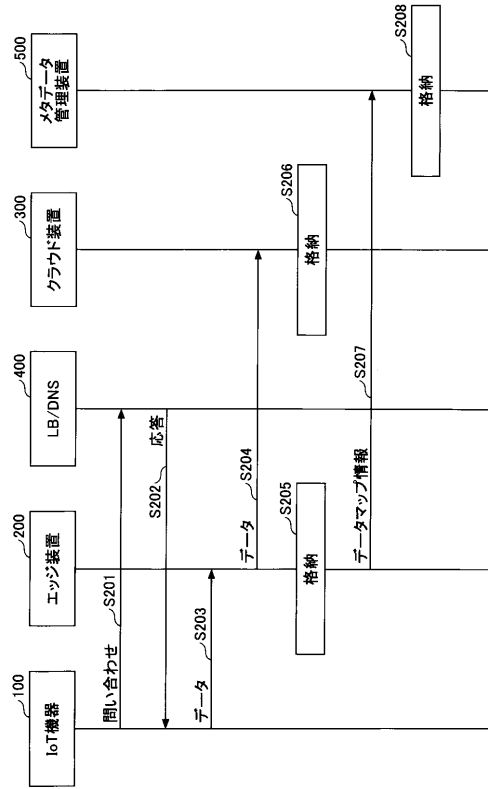 100
IoT機器
200
エッジ装置
400
LB/DNS
300
クラウド装置
500
メタデータ
管理装置
問い合わせ
S201
S202
応答
データ
S203
データ
S204
S205
格納
S206
格納
データマップ情報
S207
S208
格納